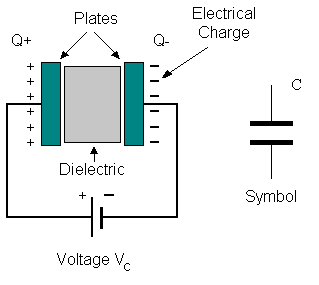 Plates
Electrical
Charge
Q+
Q-
+ −
+ −
+ −
+ −
+ −
+ −
C
Dielectric
Symbol
+ −
Voltage VC